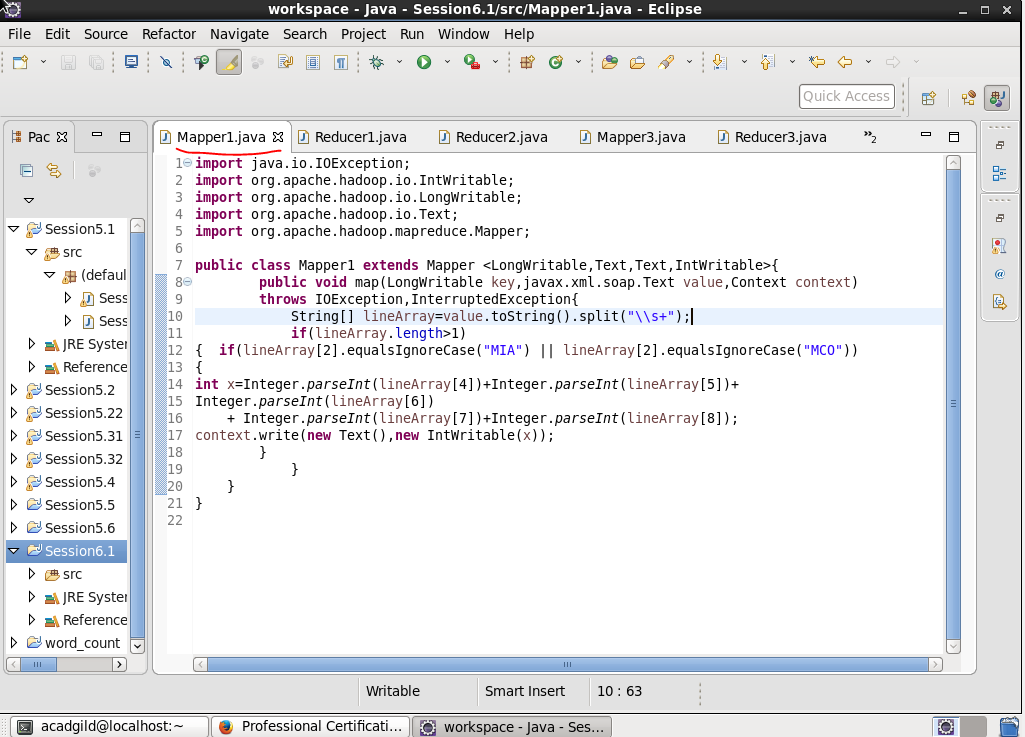 workspace - Java - Session6.1/src/Mapper1.java - Eclipse
File Edit Source Refactor Navigate Search Project Run Window Help
Quick Access
Pac
Mapper1.java Reducer1.java Reducer2.java Mapper3.java Reducer3.java »2
Session5.1
src
(defaul
Sess
Sess
JRE Syster
Reference
Session5.2
Session5.22
Session5.31
Session5.32
Session5.4
Session5.5
Session5.6
Session6.1
src
JRE Syster
Reference
word_count
1 import java.io.IOException;
2 import org.apache.hadoop.io.IntWritable;
3 import org.apache.hadoop.io.LongWritable;
4 import org.apache.hadoop.io.Text;
5 import org.apache.hadoop.mapreduce.Mapper;
6
7 public class Mapper1 extends Mapper <LongWritable,Text,Text,IntWritable>{
8 public void map(LongWritable key,javax.xml.soap.Text value,Context context)
9 throws IOException,InterruptedException{
10 String[] lineArray=value.toString().split("\\s+");
11 if(lineArray.length>1)
12 {  if(lineArray[2].equalsIgnoreCase("MIA") || lineArray[2].equalsIgnoreCase("MCO"))
13 {
14 int x=Integer.parseInt(lineArray[4])+Integer.parseInt(lineArray[5])+
15 Integer.parseInt(lineArray[6])
16 + Integer.parseInt(lineArray[7])+Integer.parseInt(lineArray[8]);
17 context.write(new Text(),new IntWritable(x));
18 }
19 }
20 }
21 }
22
Writable Smart Insert 10 : 63
acadgild@localhost:~ Professional Certificati... workspace - Java - Ses...